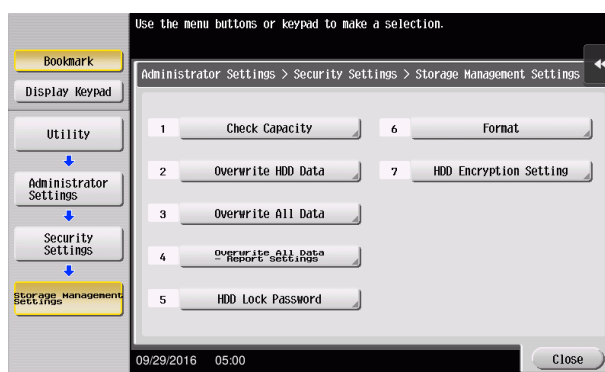 Use the menu buttons or keypad to make a selection.
Bookmark
Display Keypad
Utility
Administrator
Settings
Security
Settings
Storage Management
Settings
Administrator Settings > Security Settings > Storage Management Settings
1 Check Capacity
2 Overwrite HDD Data
3 Overwrite All Data
4 Overwrite All Data
- Report Settings
5 HDD Lock Password
6 Format
7 HDD Encryption Setting
09/29/2016 05:00
Close